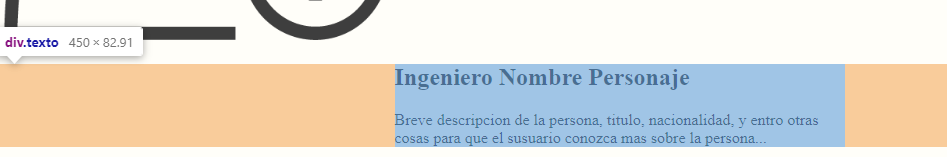 div.texto 450 × 82.91
Ingeniero Nombre Personaje
Breve descripcion de la persona, titulo, nacionalidad, y entro otras
cosas para que el susuario conozca mas sobre la persona...